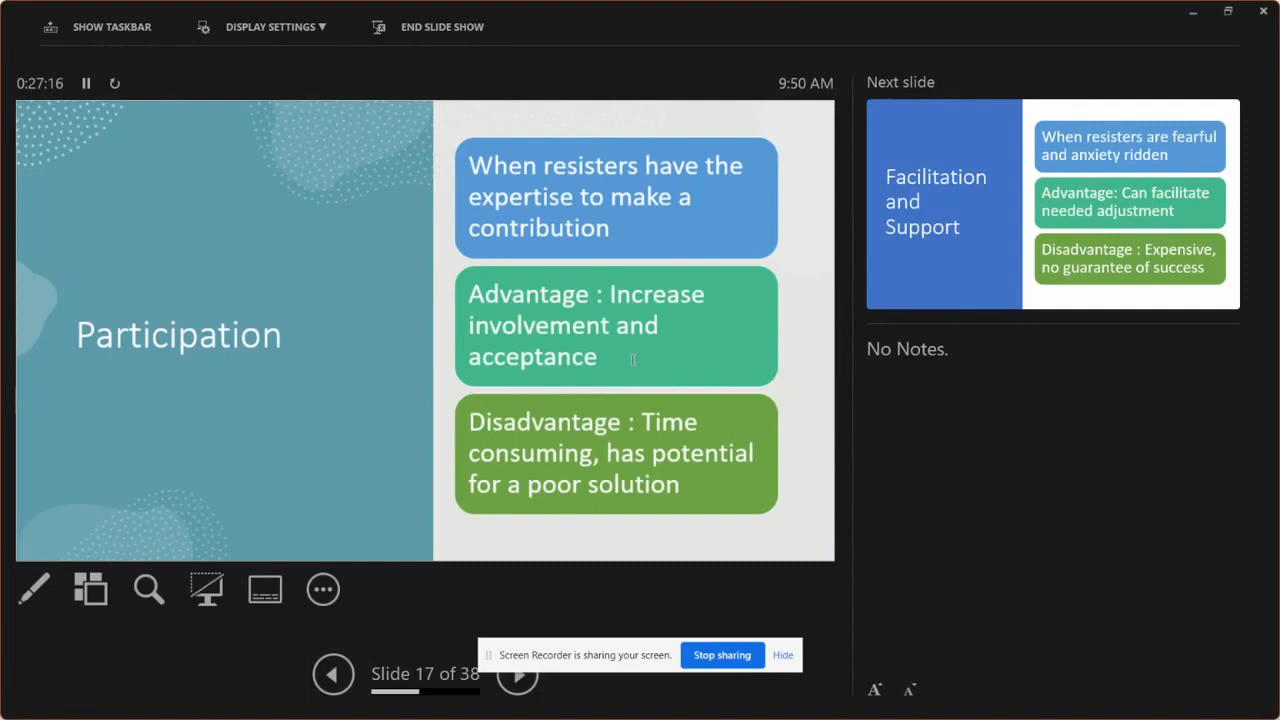 SHOW TASKBAR
DISPLAY SETTINGS ▼
END SLIDE SHOW
0:27:16
9:50 AM
Participation
When resisters have the
expertise to make a
contribution
Advantage : Increase
involvement and
acceptance
Disadvantage : Time
consuming, has potential
for a poor solution
Next slide
Facilitation
and
Support
When resisters are fearful
and anxiety ridden
Advantage: Can facilitate
needed adjustment
Disadvantage : Expensive,
no guarantee of success
No Notes.
Screen Recorder is sharing your screen.
Stop sharing
Hide
Slide 17 of 38
A A